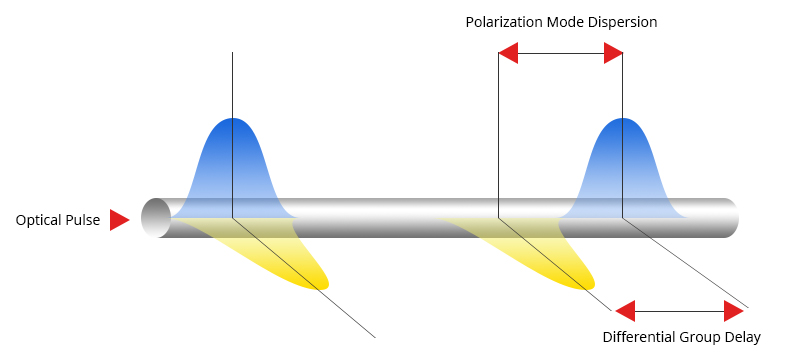 Polarization Mode Dispersion
Optical Pulse
Differential Group Delay